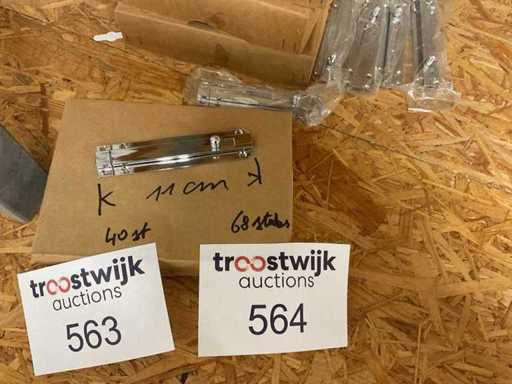 K 11 cm
40 st
68 stuks
troostwijk
auctions
563
troostwijk
auctions
564